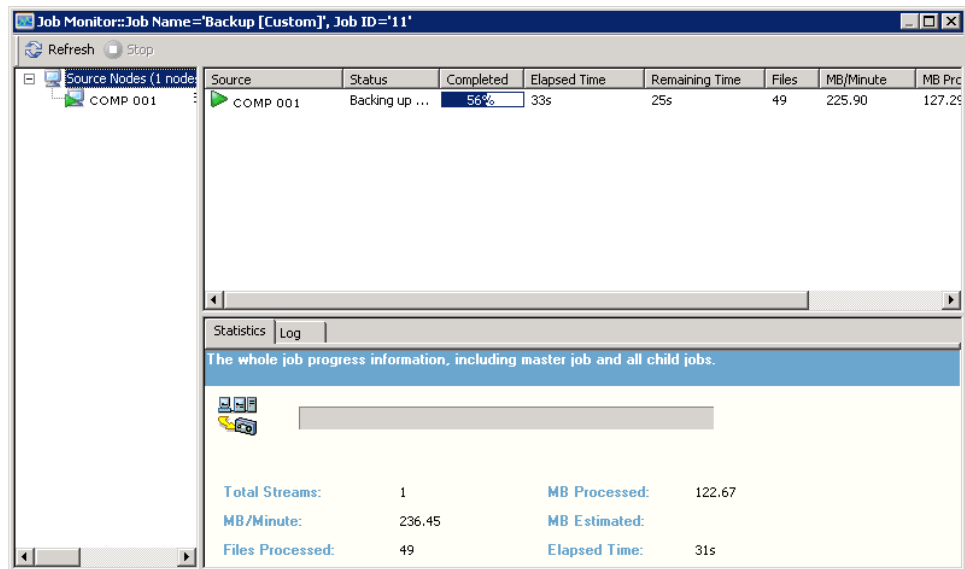 Job Monitor::Job Name='Backup [Custom]', Job ID='11'
Refresh Stop
Source Nodes (1 node
COMP 001
Source Status Completed Elapsed Time Remaining Time Files MB/Minute MB Prc
COMP 001 Backing up ... 56% 33s 25s 49 225.90 127.29
Statistics Log
The whole job progress information, including master job and all child jobs.
Total Streams: 1 MB Processed: 122.67
MB/Minute: 236.45 MB Estimated:
Files Processed: 49 Elapsed Time: 31s